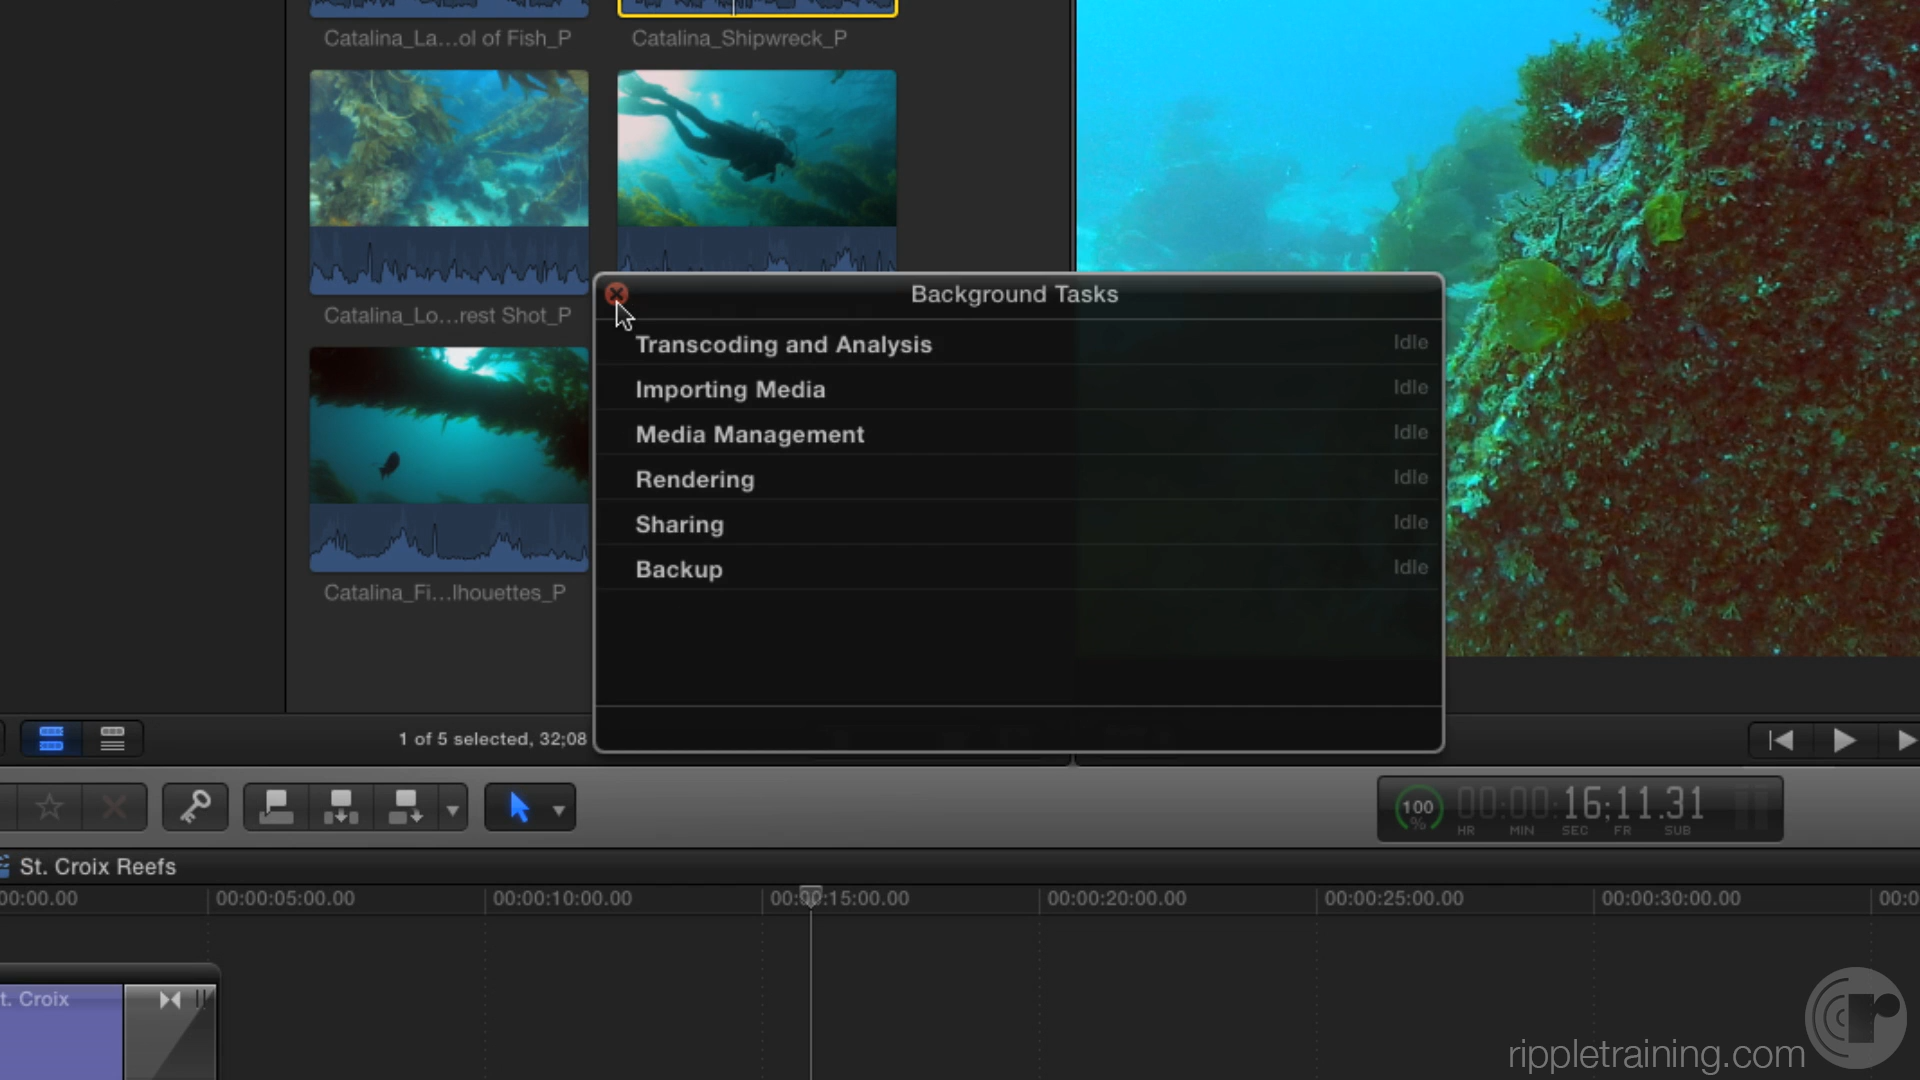 Catalina_La...ol of Fish_P
Catalina_Shipwreck_P
Catalina_Lo...rest Shot_P
Catalina_Fi...lhouettes_P
Background Tasks
Transcoding and Analysis Idle
Importing Media Idle
Media Management Idle
Rendering Idle
Sharing Idle
Backup Idle
1 of 5 selected, 32;08
100 % 00:00:16;11.31
HR MIN SEC FR SUB
St. Croix Reefs
00:00.00 00:00:05:00.00 00:00:10:00.00 00:00:15:00.00 00:00:20:00.00 00:00:25:00.00 00:00:30:00.00 00:0
t. Croix
rippletraining.com